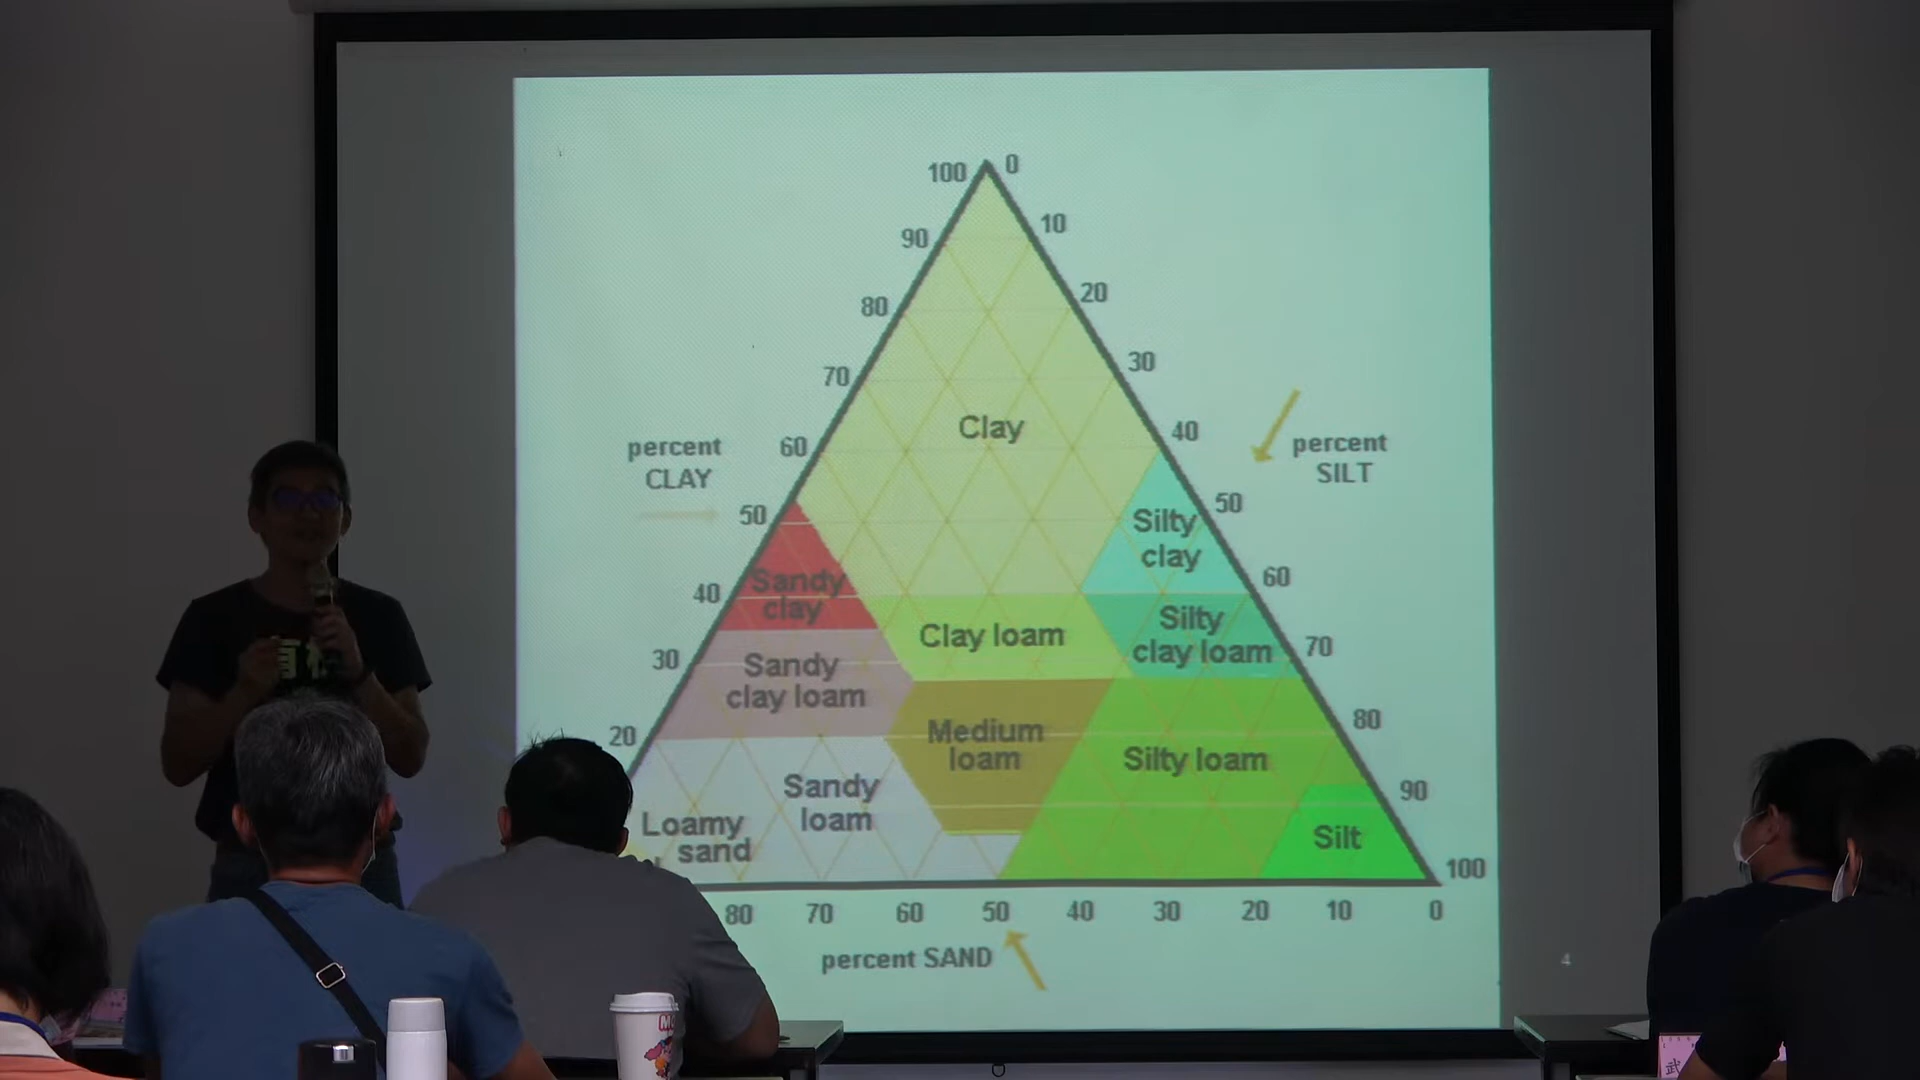 100
0
90
10
80
20
70
30
Clay
percent
CLAY
60
40
percent
SILT
50
50
Silty
clay
Sandy
clay
40
60
Clay loam
Silty
clay loam
30
70
Sandy
clay loam
20
80
Medium
loam
Silty loam
Sandy
loam
90
Loamy
sand
Silt
100
80
70
60
50
40
30
20
10
0
percent SAND
4
武